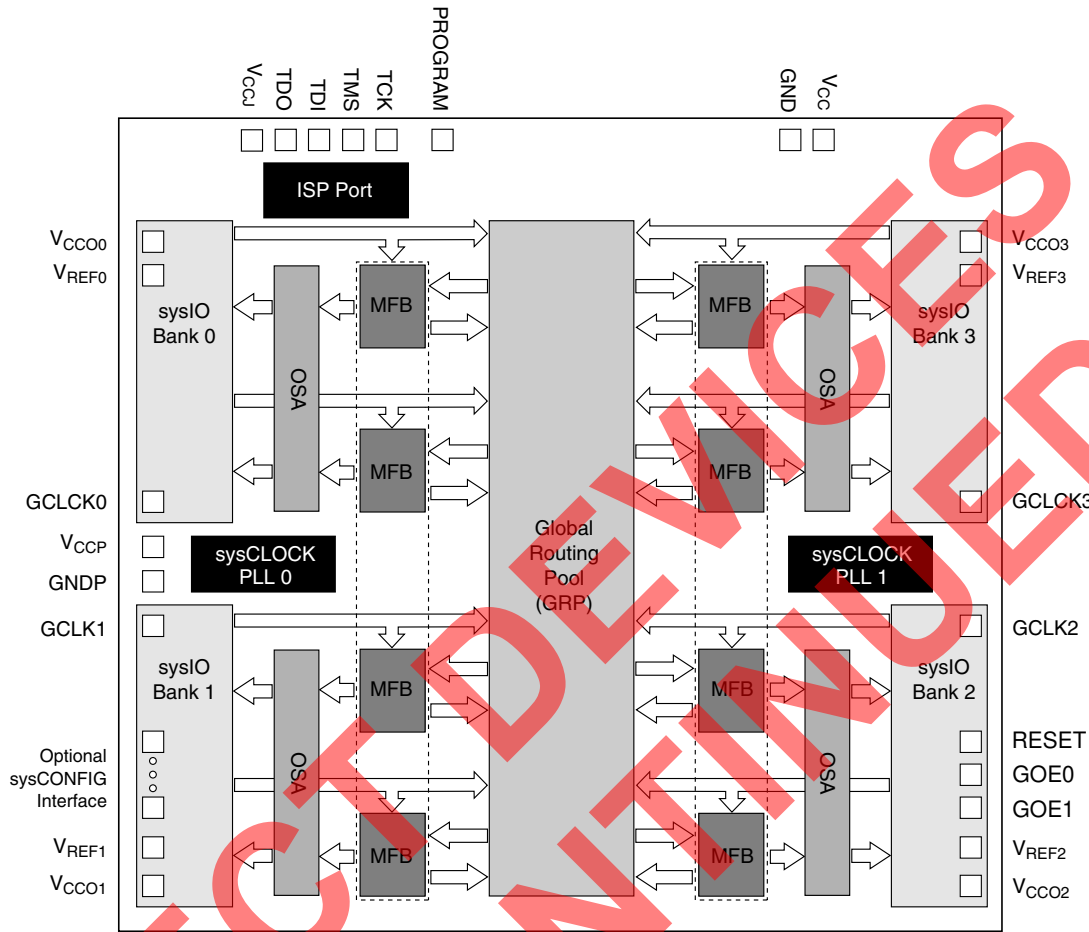 VCCJ
TDO
TDI
TMS
TCK
PROGRAM
GND
VCC
ISP Port
VCCO0
VREF0
sysIO
Bank 0
GCLCK0
OSA
MFB
MFB
MFB
MFB
OSA
sysIO
Bank 3
VCCO3
VREF3
GCLCK3
VCCP
GNDP
sysCLOCK
PLL 0
Global
Routing
Pool
(GRP)
sysCLOCK
PLL 1
GCLK1
sysIO
Bank 1
Optional
sysCONFIG
Interface
VREF1
VCCO1
OSA
MFB
MFB
MFB
MFB
OSA
sysIO
Bank 2
GCLK2
RESET
GOE0
GOE1
VREF2
VCCO2
CT DEVICES
NTINUED